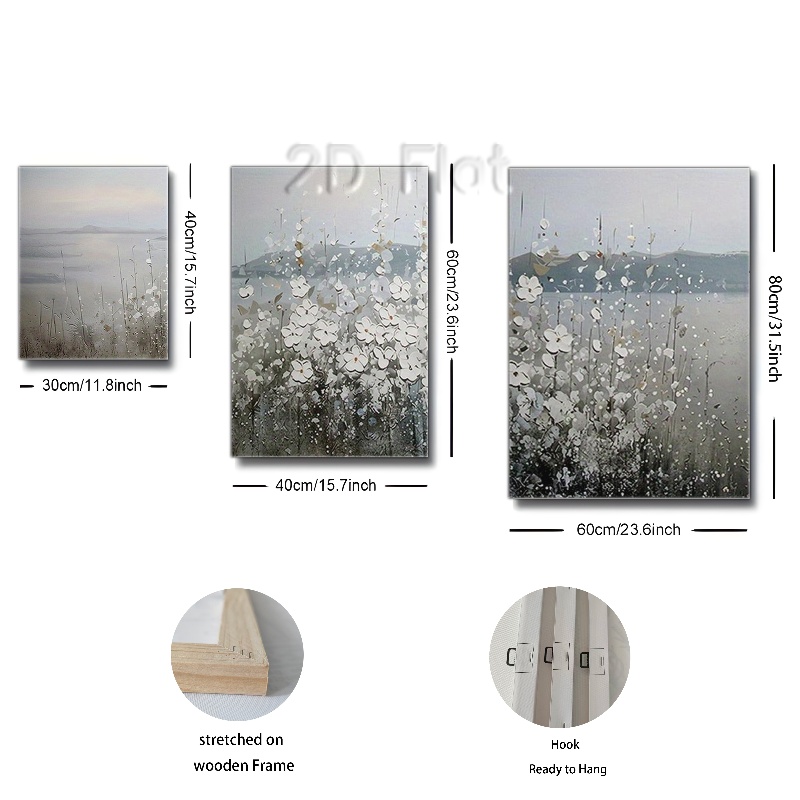 2D Flat
40cm/15.7inch
60cm/23.6inch
80cm/31.5inch
30cm/11.8inch
40cm/15.7inch
60cm/23.6inch
stretched on
wooden Frame
Hook
Ready to Hang